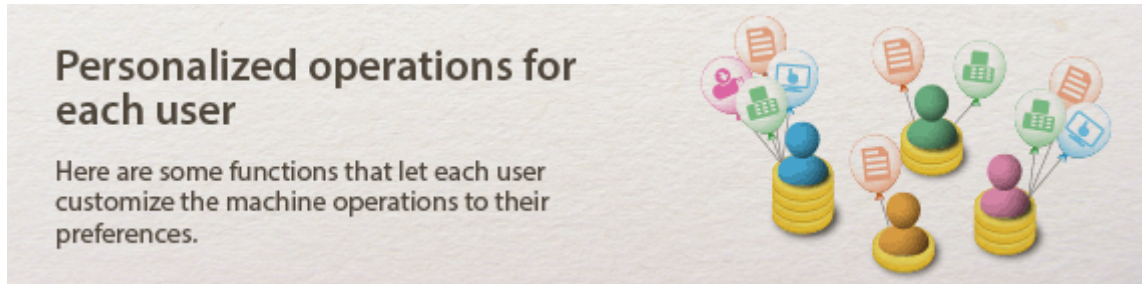 Personalized operations for
each user
Here are some functions that let each user
customize the machine operations to their
preferences.